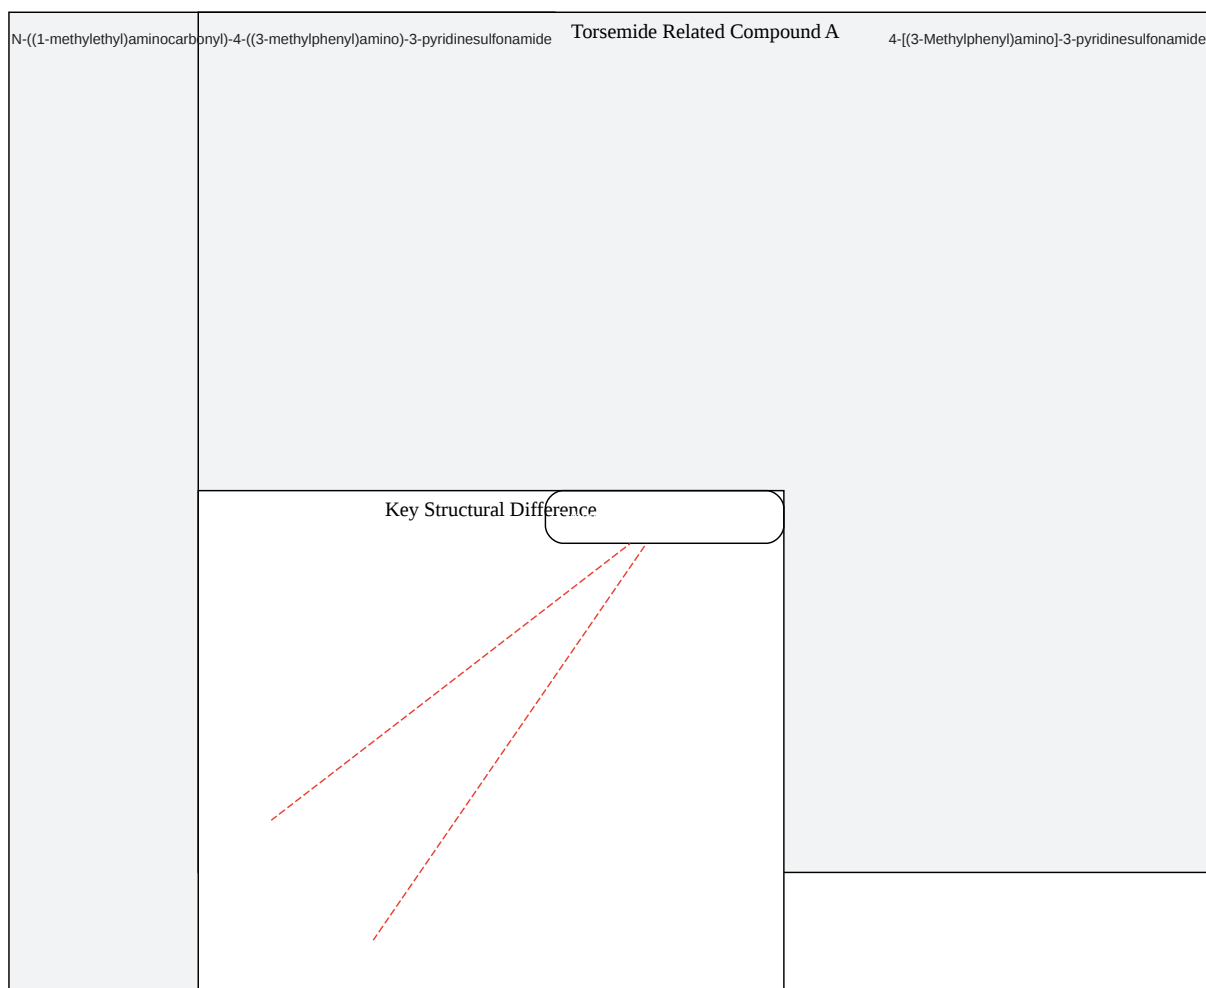 N-((1-methylethyl)aminocarbonyl)-4-((3-methylphenyl)amino)-3-pyridinesulfonamide
Torsemide Related Compound A
4-[(3-Methylphenyl)amino]-3-pyridinesulfonamide
Key Structural Difference